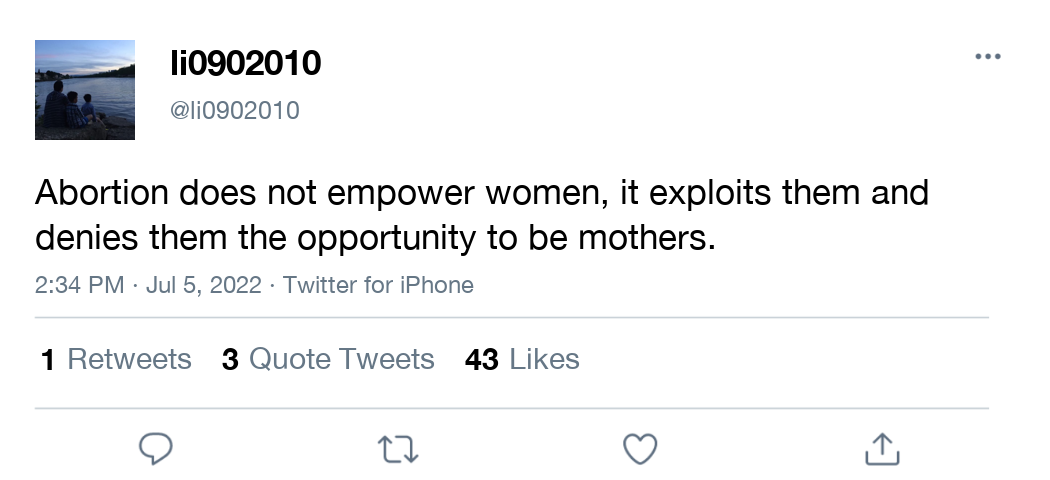 li0902010
@li0902010
Abortion does not empower women, it exploits them and
denies them the opportunity to be mothers.
2:34 PM · Jul 5, 2022 · Twitter for iPhone
1 Retweets 3 Quote Tweets 43 Likes